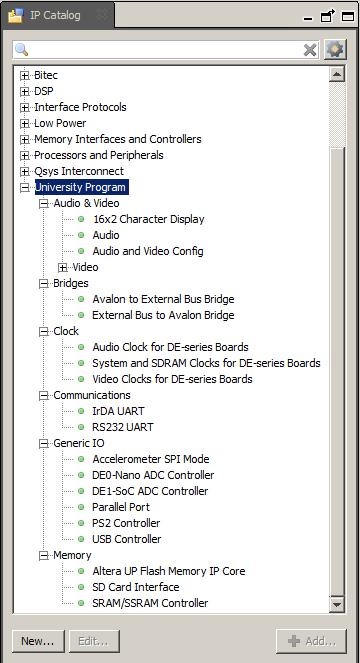 IP Catalog
Bitec
DSP
Interface Protocols
Low Power
Memory Interfaces and Controllers
Processors and Peripherals
Qsys Interconnect
University Program
Audio & Video
16x2 Character Display
Audio
Audio and Video Config
Video
Bridges
Avalon to External Bus Bridge
External Bus to Avalon Bridge
Clock
Audio Clock for DE-series Boards
System and SDRAM Clocks for DE-series Boards
Video Clocks for DE-series Boards
Communications
IrDA UART
RS232 UART
Generic IO
Accelerometer SPI Mode
DE0-Nano ADC Controller
DE1-SoC ADC Controller
Parallel Port
PS2 Controller
USB Controller
Memory
Altera UP Flash Memory IP Core
SD Card Interface
SRAM/SSRAM Controller
New... Edit... Add...